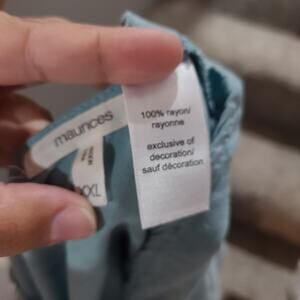 maurices
XXL
100% rayon/
rayonne
exclusive of
decoration/
sauf décoration